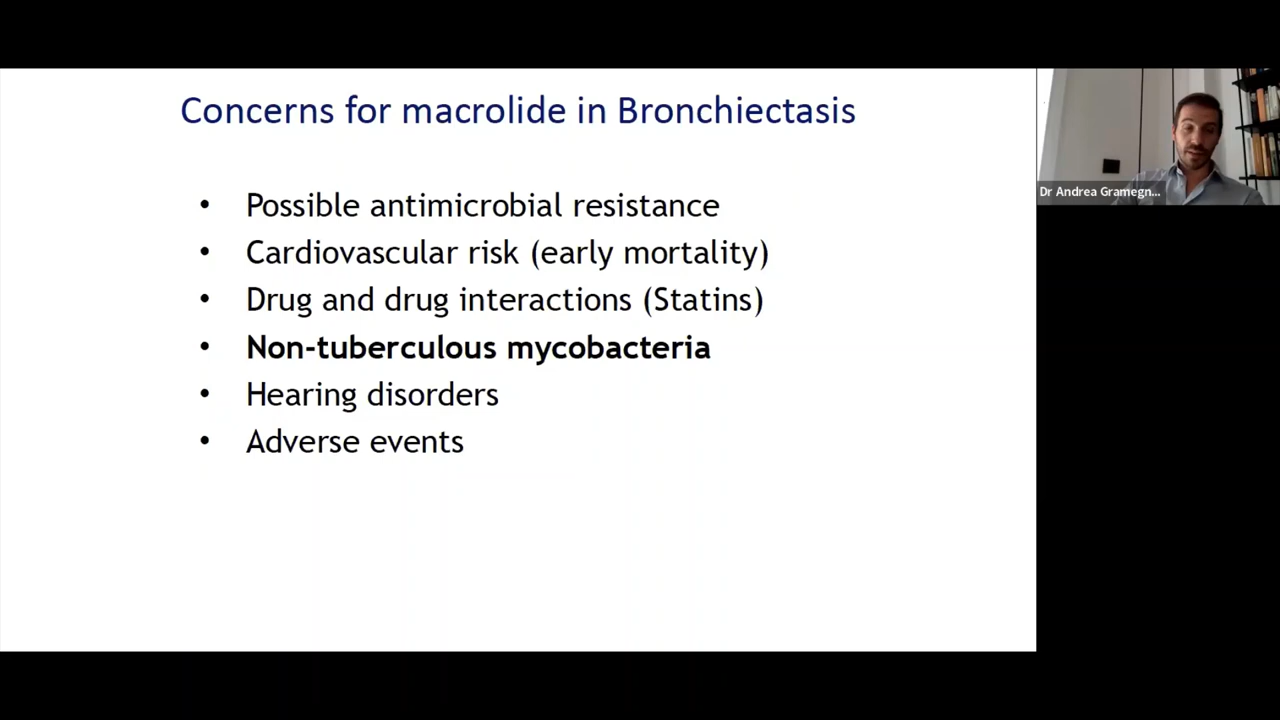 Concerns for macrolide in Bronchiectasis
• Possible antimicrobial resistance
• Cardiovascular risk (early mortality)
• Drug and drug interactions (Statins)
• Non-tuberculous mycobacteria
• Hearing disorders
• Adverse events
Dr Andrea Gramegn...